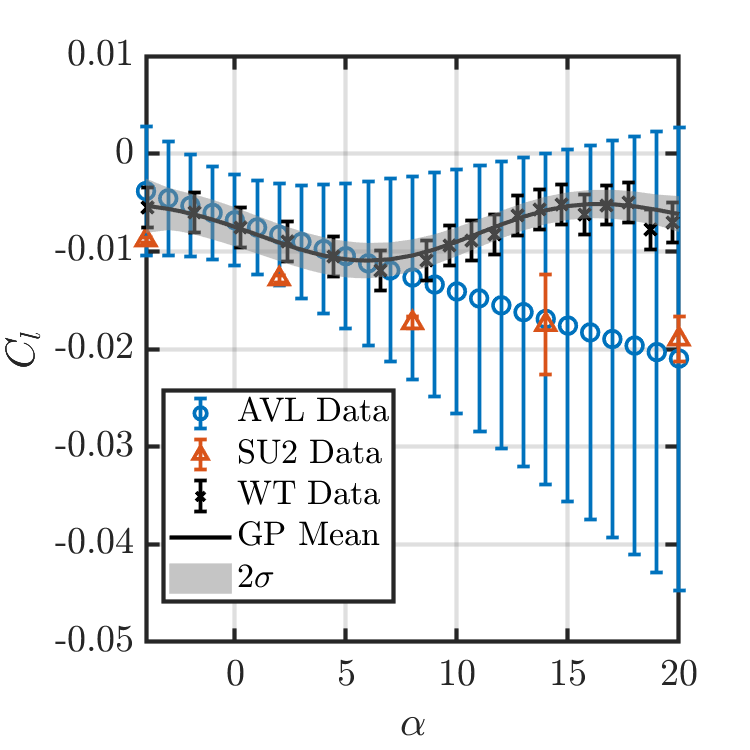 0.01
0
-0.01
-0.02
-0.03
-0.04
-0.05
C_l
AVL Data
SU2 Data
WT Data
GP Mean
2σ
0 5 10 15 20
α